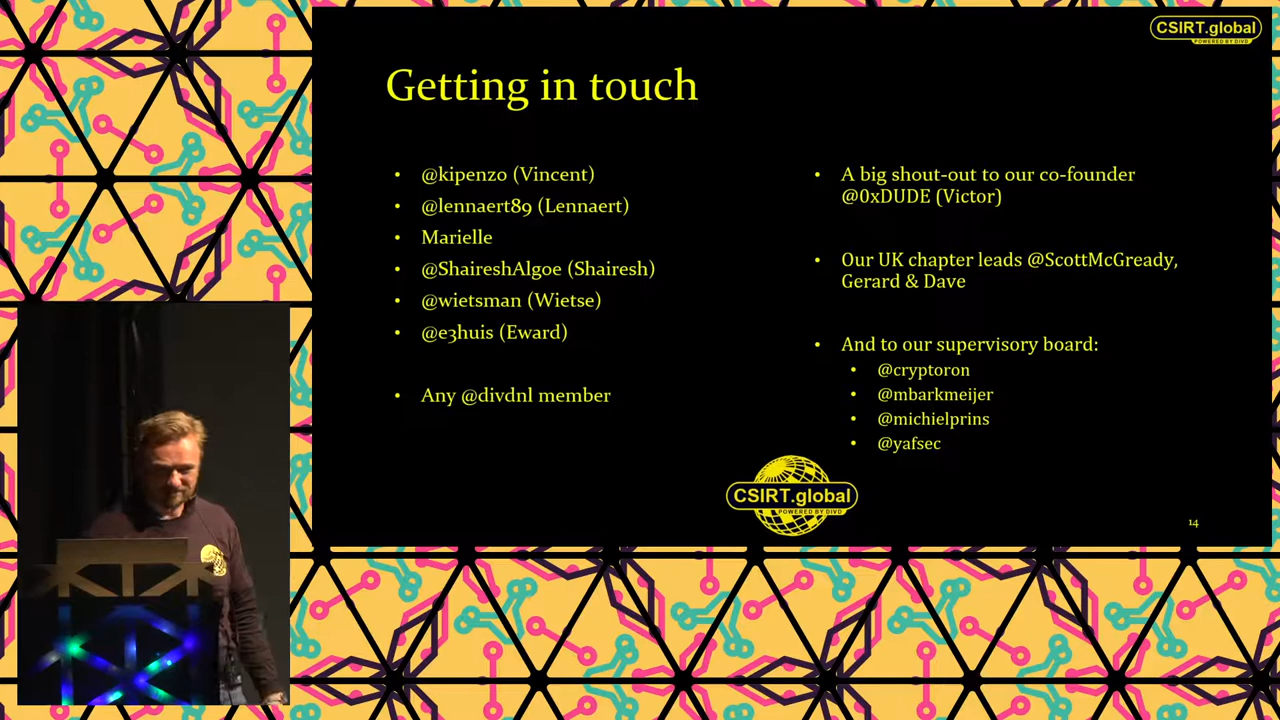 CSIRT.global
POWERED BY DIVD
Getting in touch
• @kipenzo (Vincent)
• @lennaert89 (Lennaert)
• Marielle
• @ShaireshAlgoe (Shairesh)
• @wietsman (Wietse)
• @e3huis (Eward)
• Any @divdnl member
• A big shout-out to our co-founder
@0xDUDE (Victor)
• Our UK chapter leads @ScottMcGready,
Gerard & Dave
• And to our supervisory board:
• @cryptoron
• @mbarkmeijer
• @michielprins
• @yafsec
CSIRT.global
POWERED BY DIVD
14